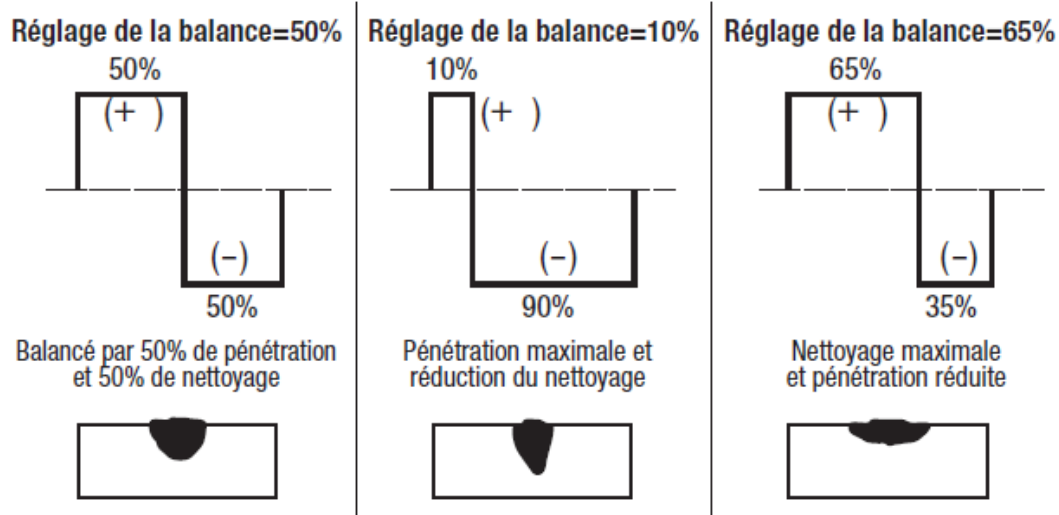 Réglage de la balance=50%
50%
(+ )
(–)
50%
Balancé par 50% de pénétration
et 50% de nettoyage
Réglage de la balance=10%
10%
(+ )
(–)
90%
Pénétration maximale et
réduction du nettoyage
Réglage de la balance=65%
65%
(+ )
(–)
35%
Nettoyage maximale
et pénétration réduite